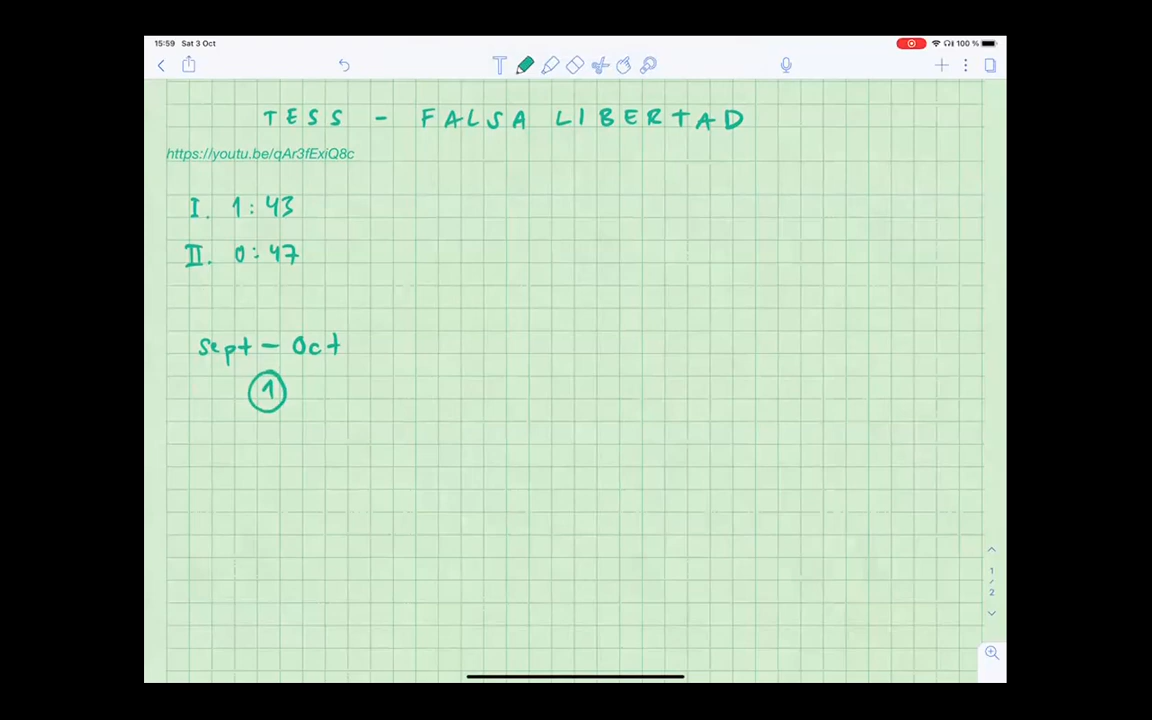 15:59 Sat 3 Oct 100 %
T
TESS - FALSA LIBERTAD
https://youtu.be/qAr3fExiQ8c
I. 1:43
II. 0:47
Sept - Oct
1
1
/
2